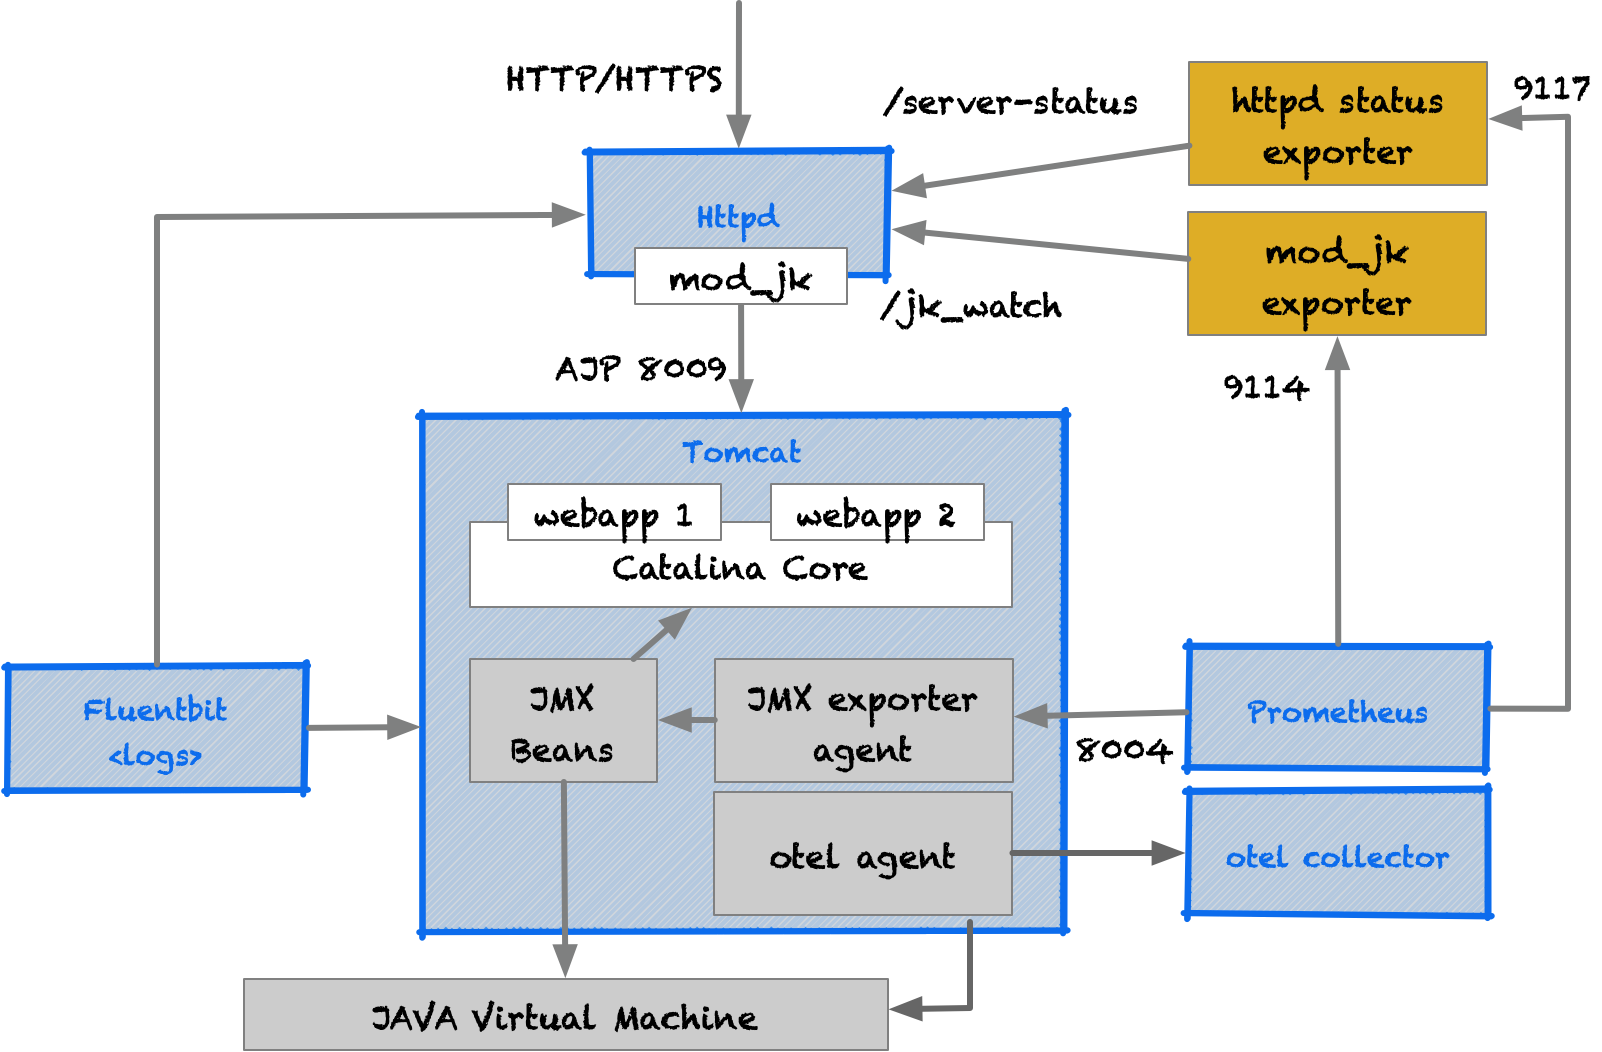 HTTP/HTTPS
/server-status
httpd status
exporter
9117
Httpd
mod_jk
/jk_watch
mod_jk
exporter
AJP 8009
9114
Tomcat
webapp 1
webapp 2
Catalina Core
Fluentbit
<logs>
JMX
Beans
JMX exporter
agent
8004
Prometheus
otel agent
otel collector
JAVA Virtual Machine